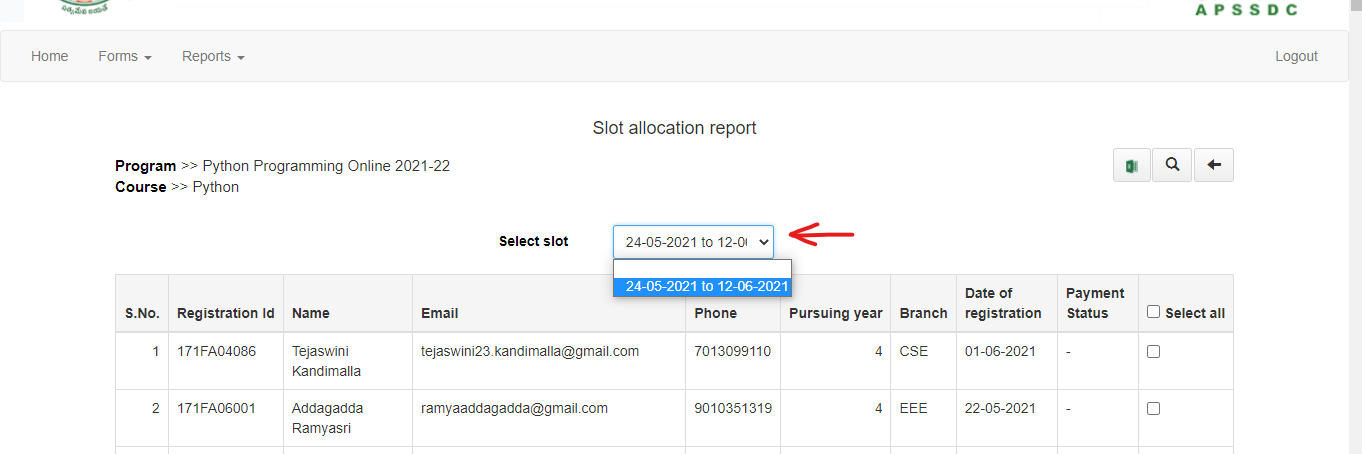 సత్యమేవ జయతే
APSSDC
Home Forms Reports Logout
Slot allocation report
Program >> Python Programming Online 2021-22
Course >> Python
Select slot 24-05-2021 to 12-0
24-05-2021 to 12-06-2021
S.No. Registration Id Name Email Phone Pursuing year Branch Date of registration Payment Status Select all
1 171FA04086 Tejaswini Kandimalla tejaswini23.kandimalla@gmail.com 7013099110 4 CSE 01-06-2021 -
2 171FA06001 Addagadda Ramyasri ramyaaddagadda@gmail.com 9010351319 4 EEE 22-05-2021 -